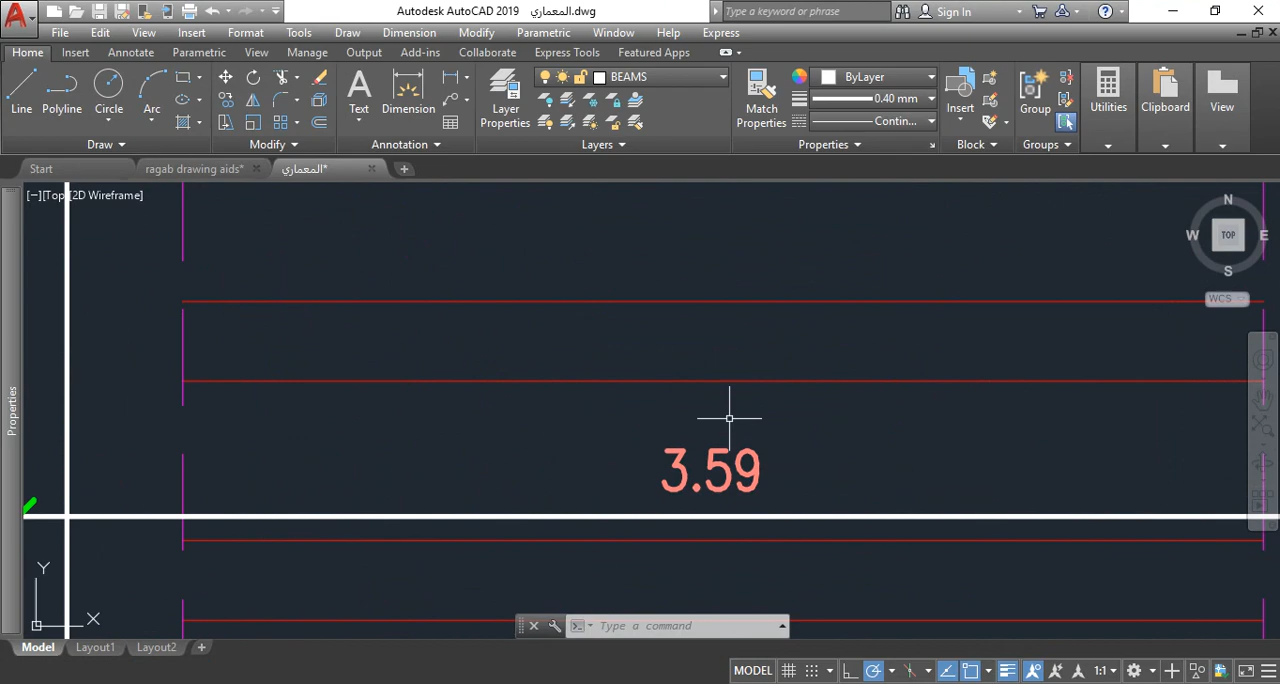 Autodesk AutoCAD 2019 المعماري.dwg Type a keyword or phrase Sign In
File Edit View Insert Format Tools Draw Dimension Modify Parametric Window Help Express
Home Insert Annotate Parametric View Manage Output Add-ins Collaborate Express Tools Featured Apps
BEAMS ByLayer
0.40 mm
Contin...
Line Polyline Circle Arc Text Dimension Layer Properties Match Properties Insert Group Utilities Clipboard View
Draw Modify Annotation Layers Properties Block Groups
Start ragab drawing aids* المعماري*
[−][Top][2D Wireframe]
N
W TOP E
S
WCS
Properties
3.59
Y
X
Type a command
Model Layout1 Layout2 +
MODEL 1:1